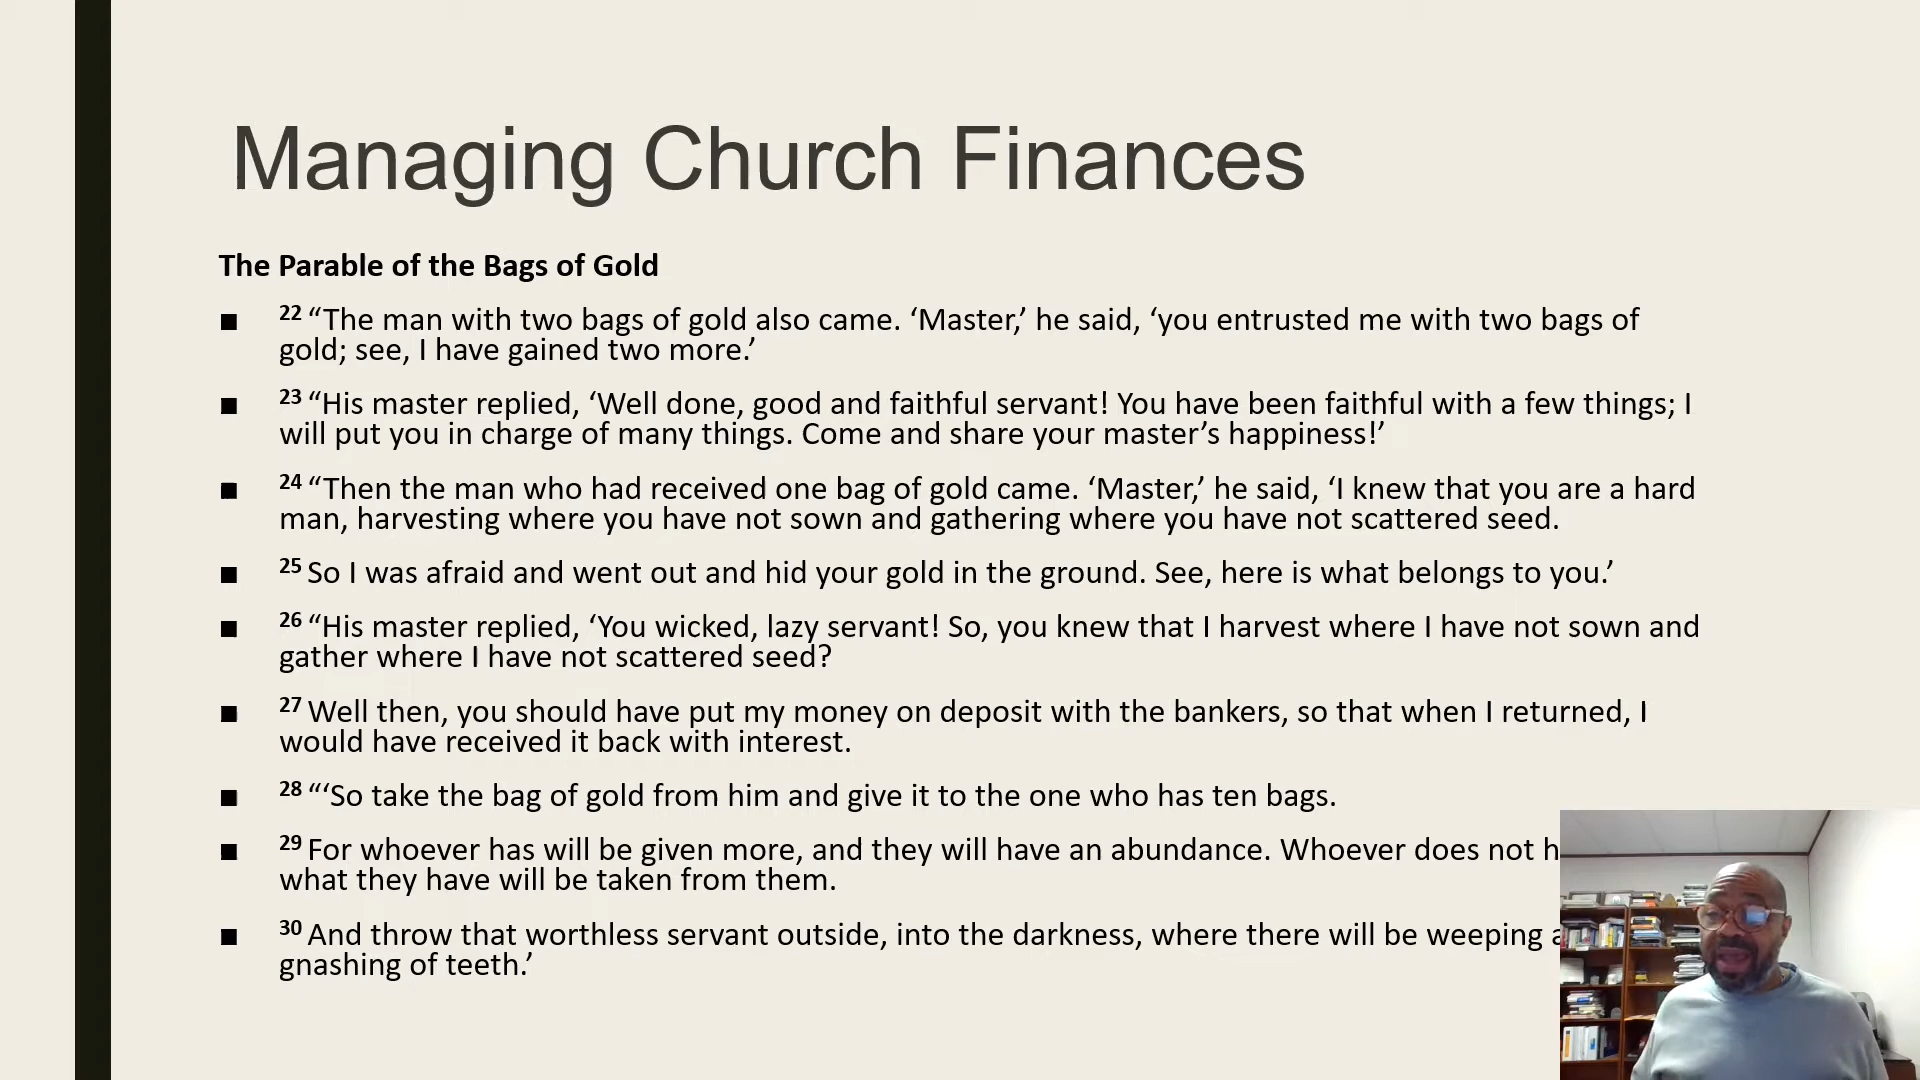 Managing Church Finances
The Parable of the Bags of Gold
■ 22 “The man with two bags of gold also came. ‘Master,’ he said, ‘you entrusted me with two bags of
gold; see, I have gained two more.’
■ 23 “His master replied, ‘Well done, good and faithful servant! You have been faithful with a few things; I
will put you in charge of many things. Come and share your master’s happiness!’
■ 24 “Then the man who had received one bag of gold came. ‘Master,’ he said, ‘I knew that you are a hard
man, harvesting where you have not sown and gathering where you have not scattered seed.
■ 25 So I was afraid and went out and hid your gold in the ground. See, here is what belongs to you.’
■ 26 “His master replied, ‘You wicked, lazy servant! So, you knew that I harvest where I have not sown and
gather where I have not scattered seed?
■ 27 Well then, you should have put my money on deposit with the bankers, so that when I returned, I
would have received it back with interest.
■ 28 “‘So take the bag of gold from him and give it to the one who has ten bags.
■ 29 For whoever has will be given more, and they will have an abundance. Whoever does not
what they have will be taken from them.
■ 30 And throw that worthless servant outside, into the darkness, where there will be weeping
gnashing of teeth.’